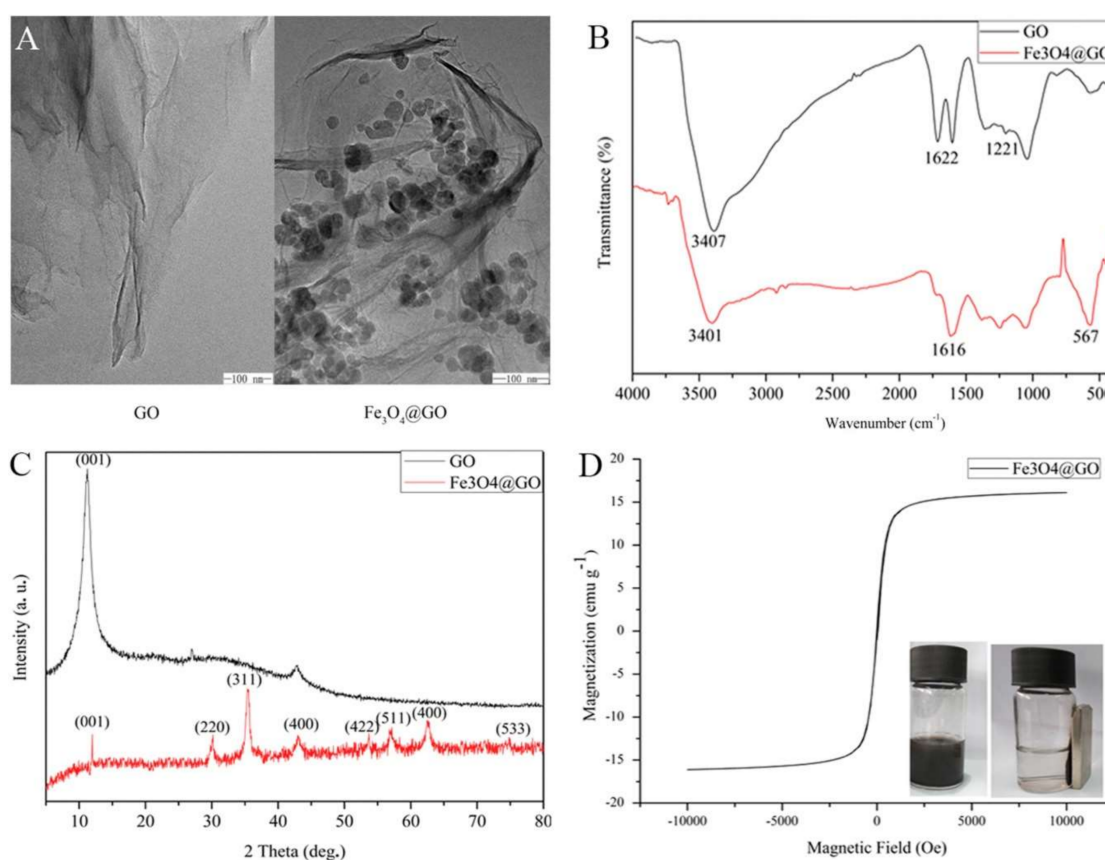 A
100 nm
100 nm
GO
Fe₃O₄@GO
B
GO
Fe3O4@GO
Transmittance (%)
1622
1221
3407
3401
1616
567
4000
3000
2500
2000
1500
1000
Wavenumber (cm⁻¹)
C
GO
Fe3O4@GO
(001)
(311)
(001)
(220)
(400)
(422)
(511)
(400)
(533)
Intensity (a. u.)
10
20
30
40
50
60
70
80
2 Theta (deg.)
D
Fe3O4@GO
Magnetization (emu g⁻¹)
20
15
10
5
0
-5
-10
-15
-20
-10000
-5000
0
5000
10000
Magnetic Field (Oe)